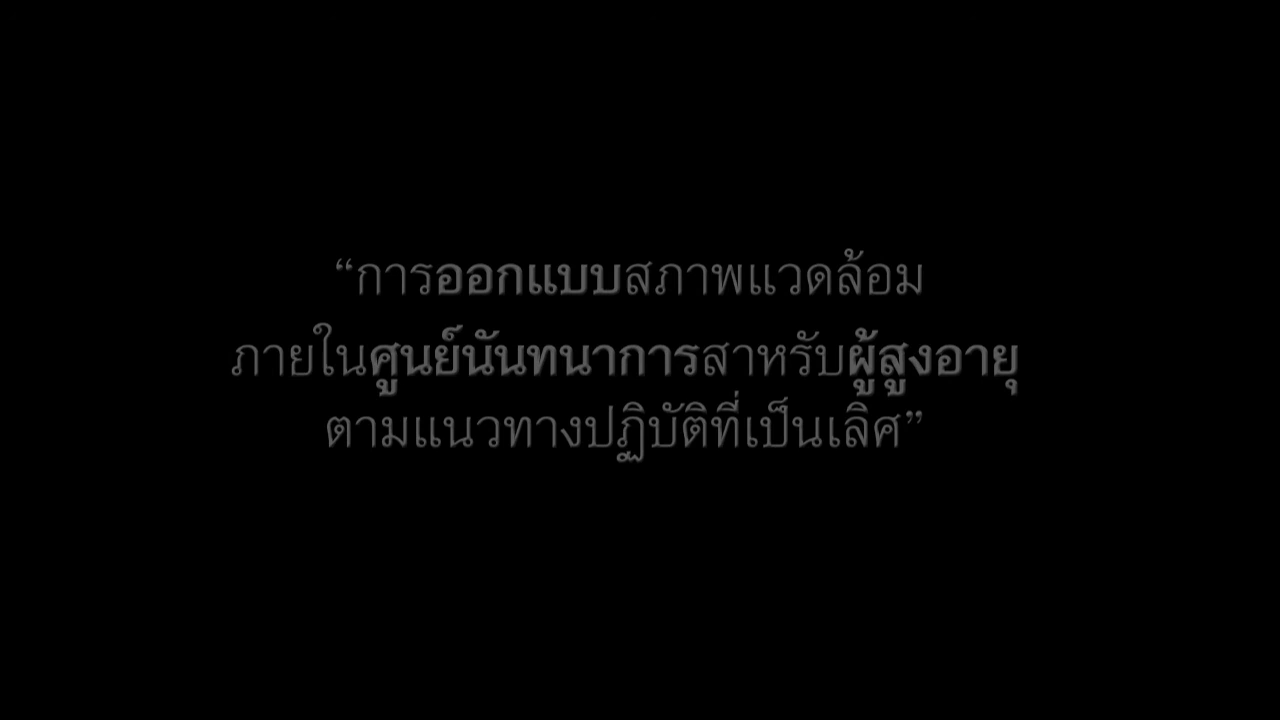 “การออกแบบสภาพแวดล้อม
ภายในศูนย์นันทนาการสำหรับผู้สูงอายุ
ตามแนวทางปฏิบัติที่เป็นเลิศ”